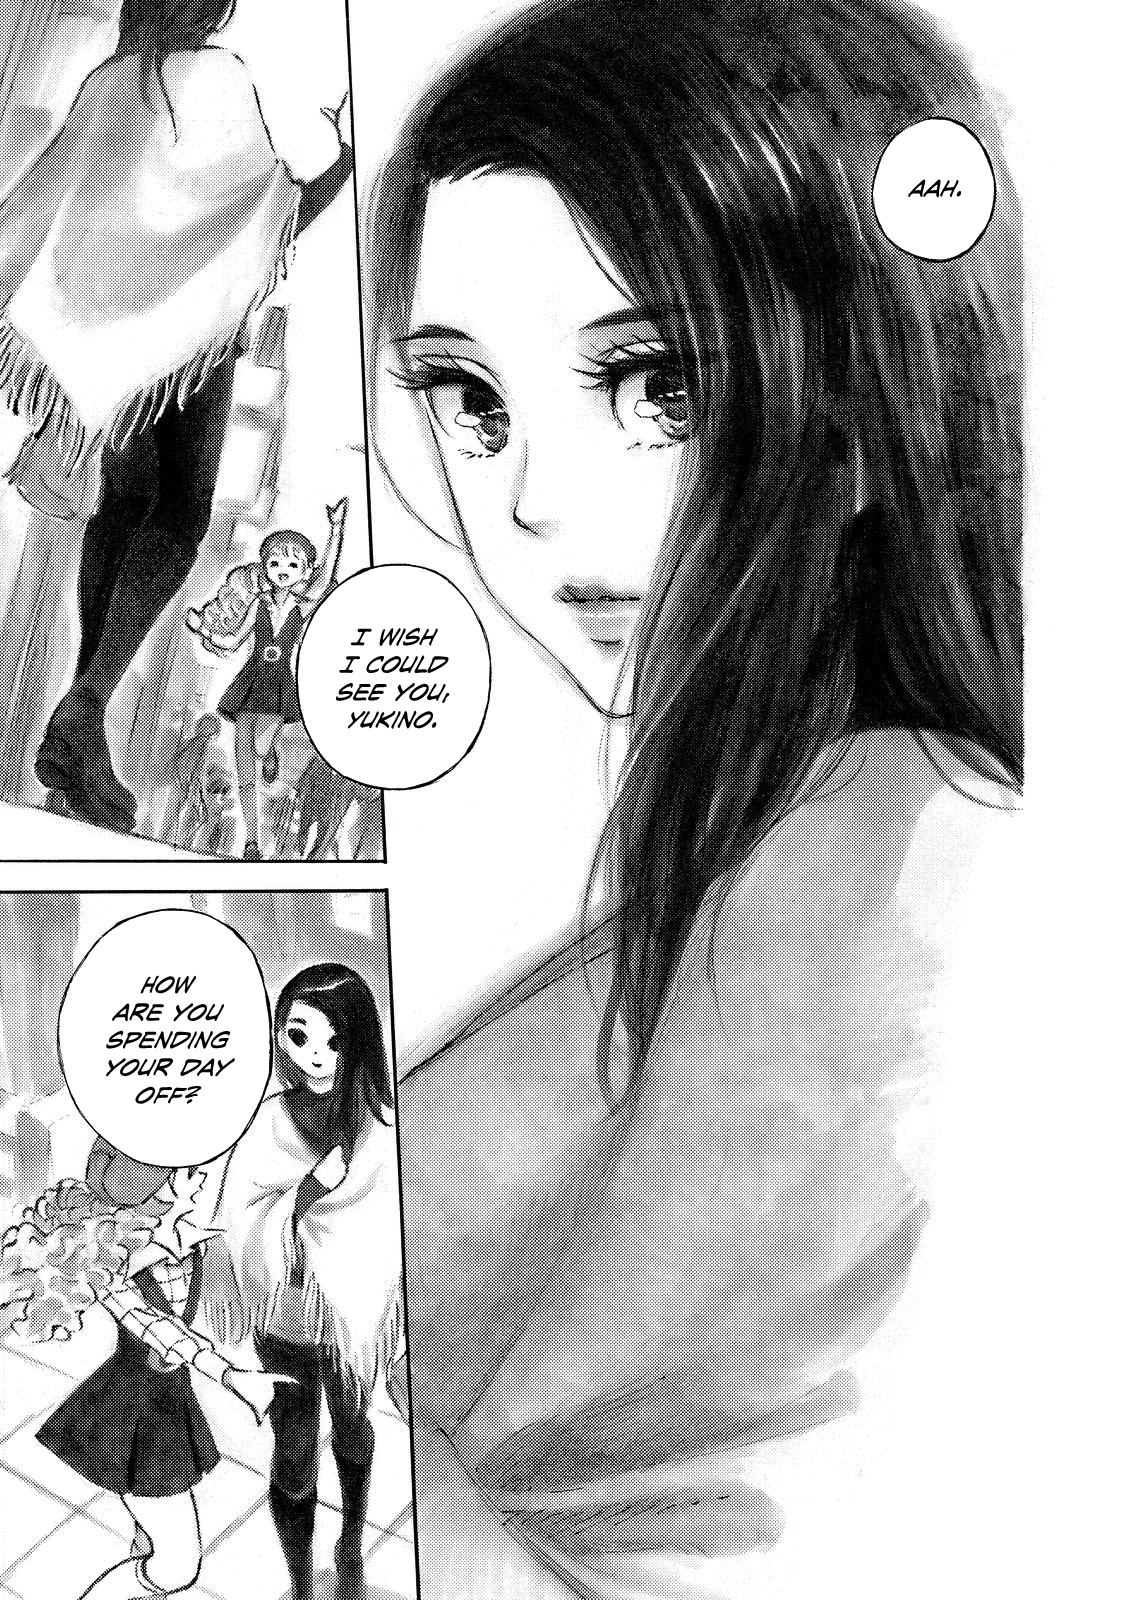 AAH.
I WISH
I COULD
SEE YOU,
YUKINO.
HOW
ARE YOU
SPENDING
YOUR DAY
OFF?